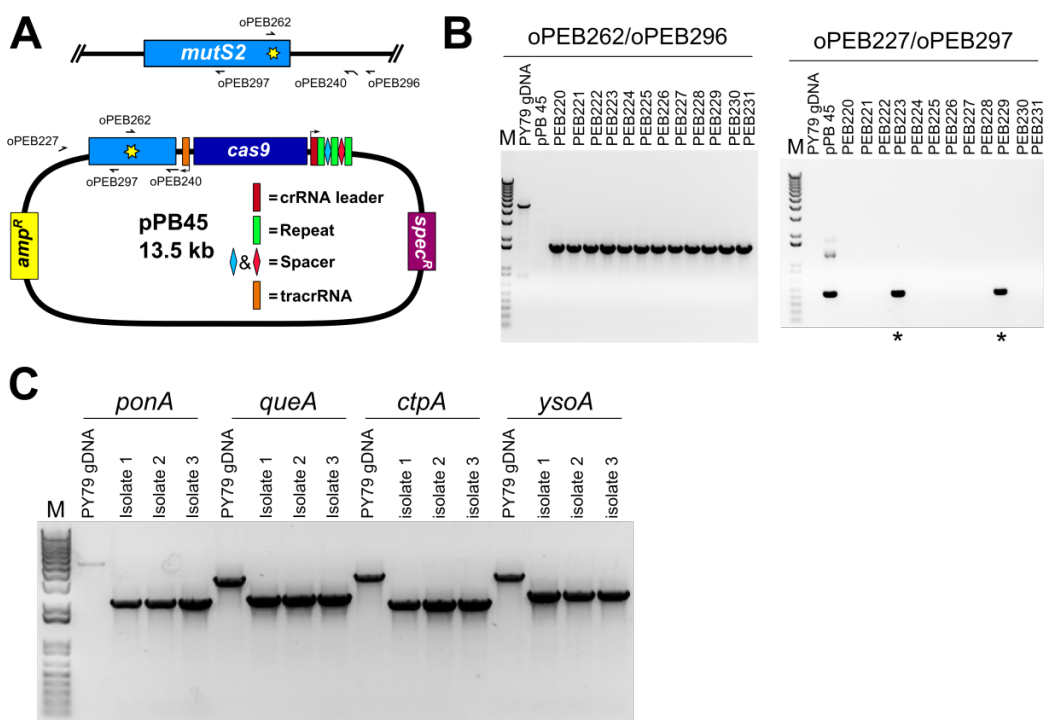 A
oPEB262
mutS2
oPEB297
oPEB240
oPEB296
oPEB262
oPEB227
cas9
oPEB297
oPEB240
ampR
pPB45
13.5 kb
specR
=crRNA leader
=Repeat
& =Spacer
=tracrRNA
B
oPEB262/oPEB296
M
PY79 gDNA
pPB 45
PEB220
PEB221
PEB222
PEB223
PEB224
PEB225
PEB226
PEB227
PEB228
PEB229
PEB230
PEB231
oPEB227/oPEB297
M
PY79 gDNA
pPB 45
PEB220
PEB221
PEB222
PEB223
PEB225
PEB226
PEB227
PEB228
PEB229
PEB230
PEB231
* *
C
ponA queA ctpA ysoA
M
PY79 gDNA
Isolate 1
Isolate 2
Isolate 3
PY79 gDNA
Isolate 1
Isolate 2
Isolate 3
PY79 gDNA
isolate 1
isolate 2
isolate 3
PY79 gDNA
isolate 1
isolate 2
isolate 3